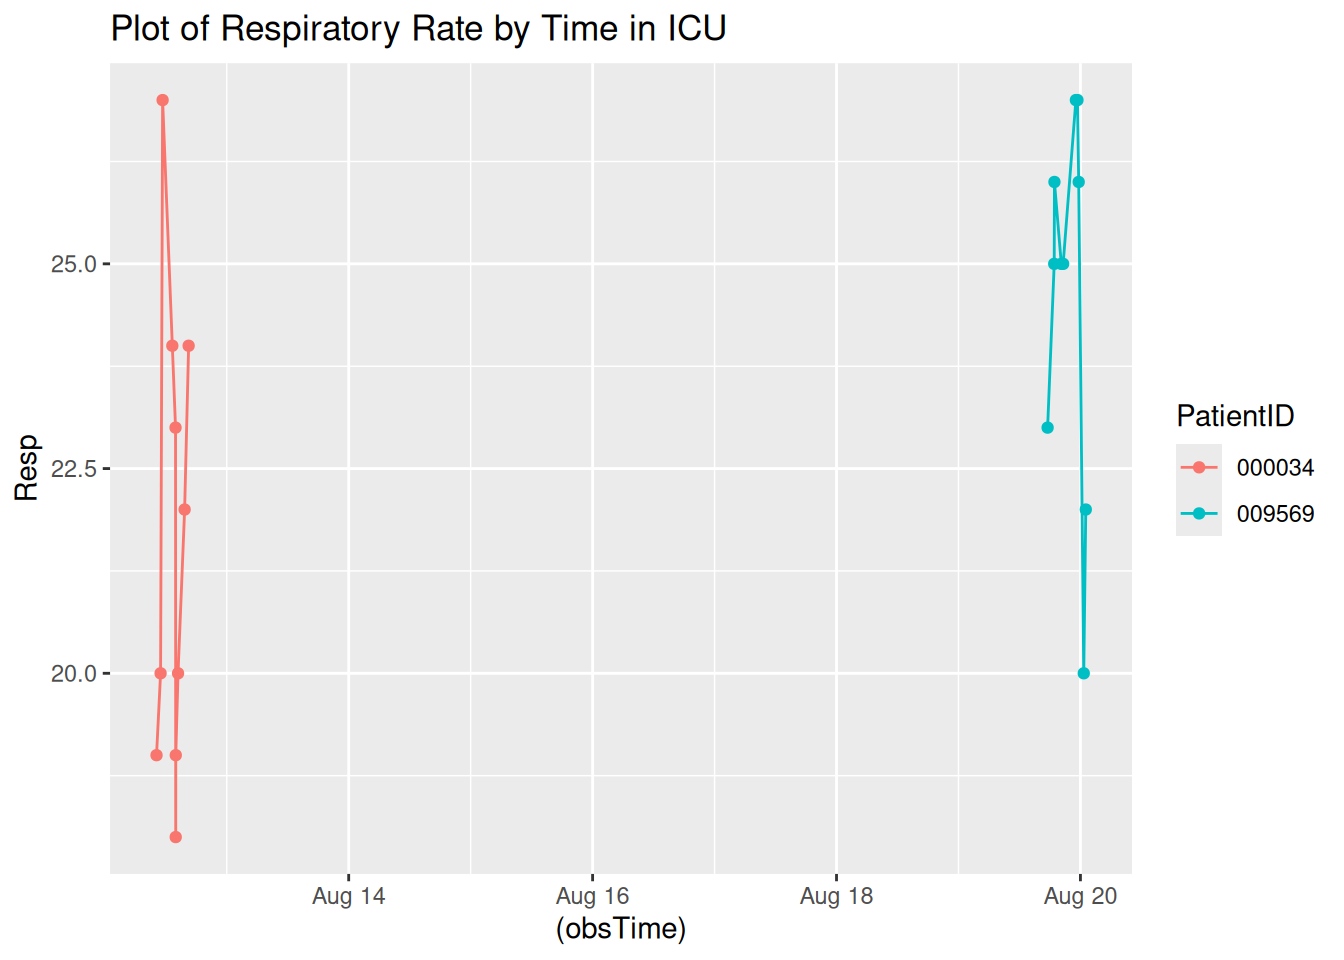 Plot of Respiratory Rate by Time in ICU
Resp
25.0
22.5
20.0
Aug 14 Aug 16 Aug 18 Aug 20
(obsTime)
PatientID
000034
009569